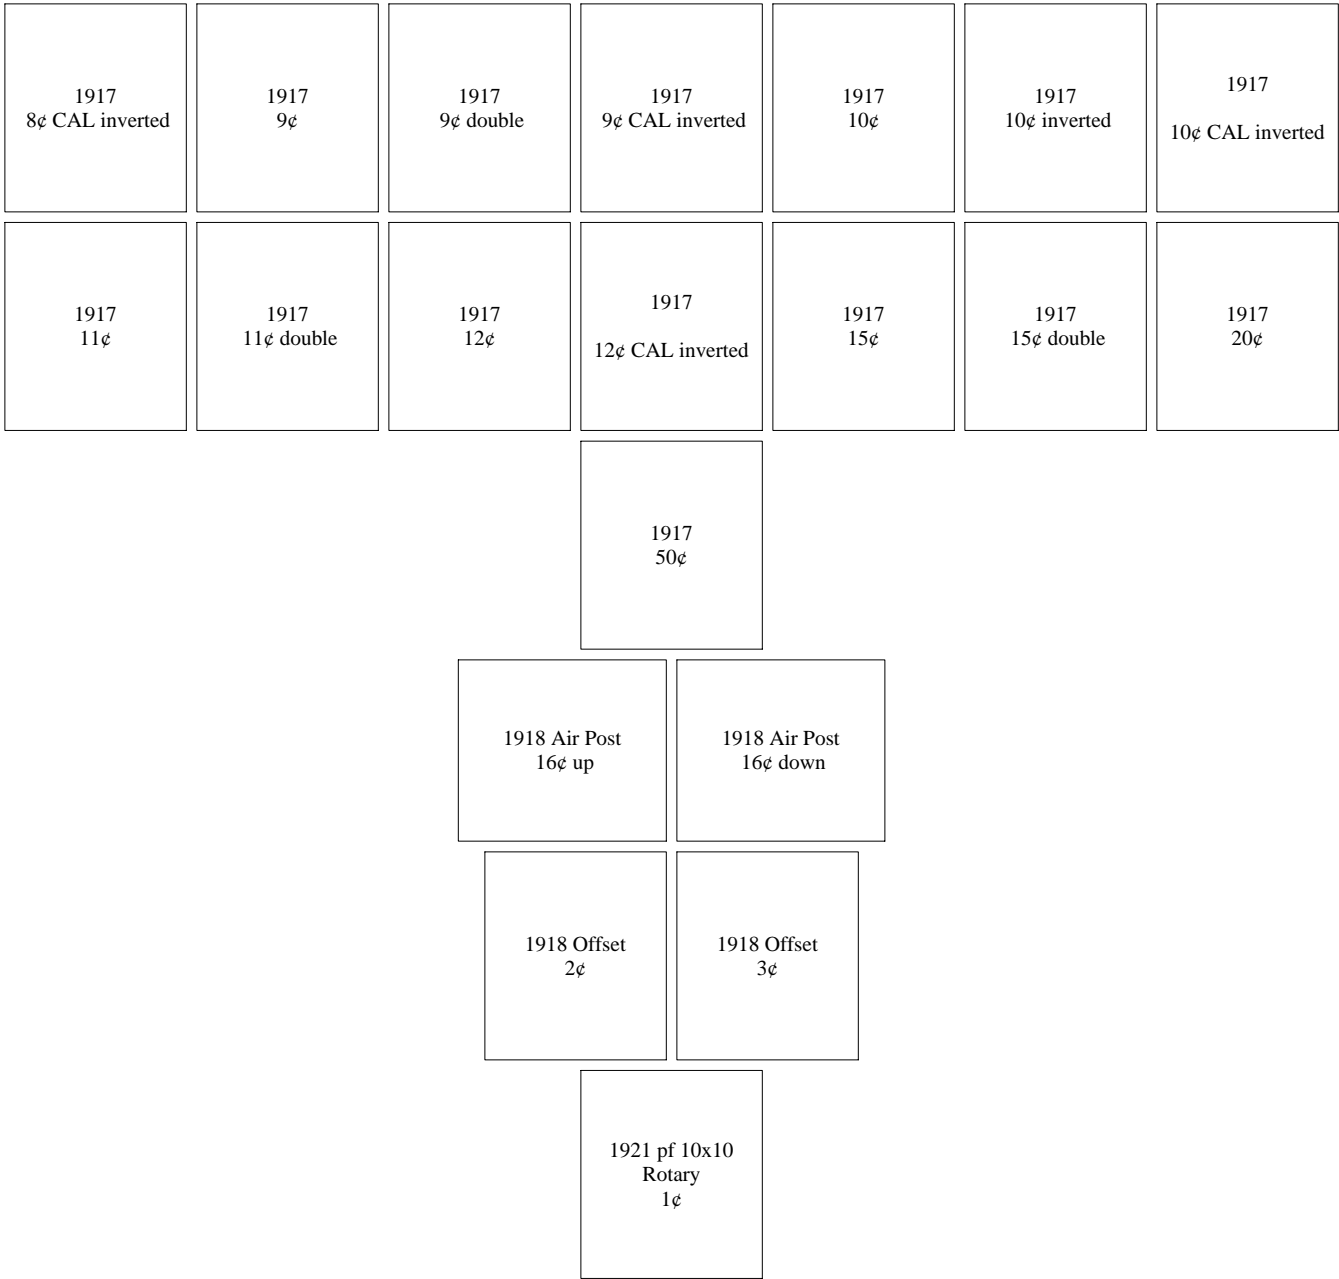 1917
8¢ CAL inverted
1917
9¢
1917
9¢ double
1917
9¢ CAL inverted
1917
10¢
1917
10¢ inverted
1917
10¢ CAL inverted
1917
11¢
1917
11¢ double
1917
12¢
1917
12¢ CAL inverted
1917
15¢
1917
15¢ double
1917
20¢
1917
50¢
1918 Air Post
16¢ up
1918 Air Post
16¢ down
1918 Offset
2¢
1918 Offset
3¢
1921 pf 10x10
Rotary
1¢